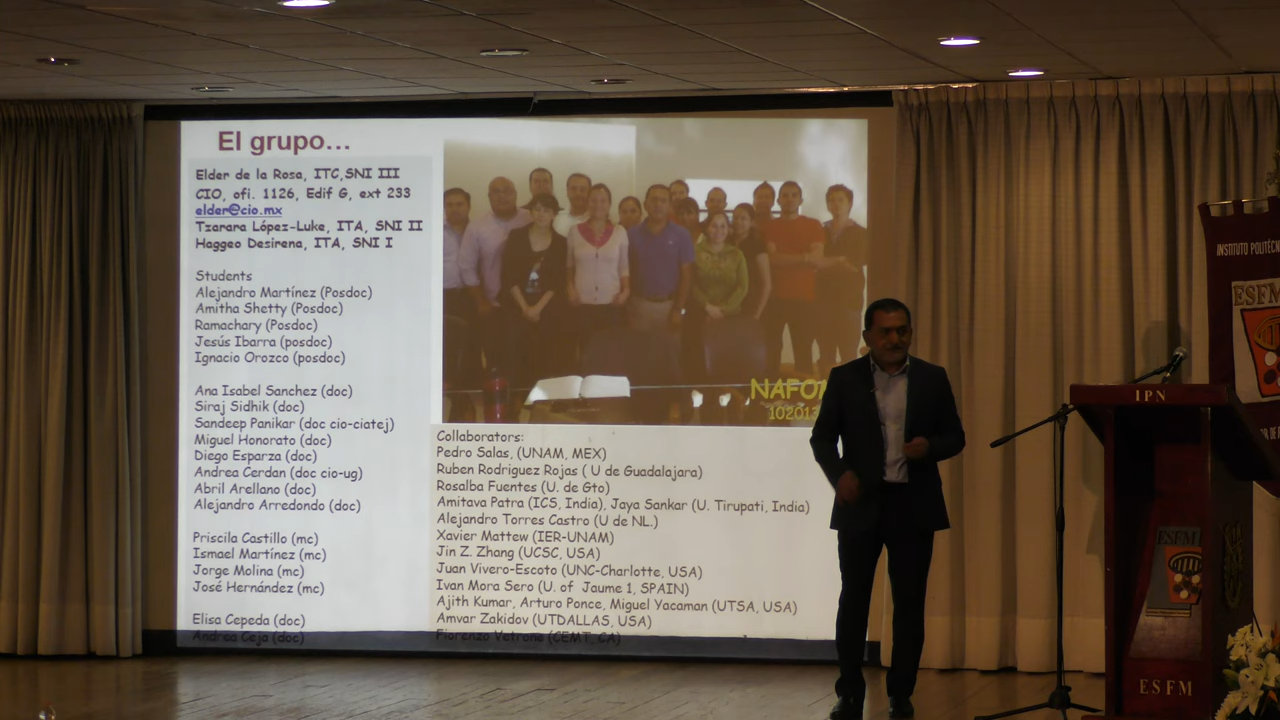 El grupo...
Elder de la Rosa, ITC,SNI III
CIO, ofi. 1126, Edif G, ext 233
elder@cio.mx
Tzarara López-Luke, ITA, SNI II
Haggeo Desirena, ITA, SNI I
Students
Alejandro Martínez (Posdoc)
Amitha Shetty (Posdoc)
Ramachary (Posdoc)
Jesús Ibarra (posdoc)
Ignacio Orozco (posdoc)
Ana Isabel Sanchez (doc)
Siraj Sidhik (doc)
Sandeep Panikar (doc cio-ciatej)
Miguel Honorato (doc)
Diego Esparza (doc)
Andrea Cerdan (doc cio-ug)
Abril Arellano (doc)
Alejandro Arredondo (doc)
Priscila Castillo (mc)
Ismael Martínez (mc)
Jorge Molina (mc)
José Hernández (mc)
Elisa Cepeda (doc)
Andrea Ceja (doc)
NAFO
102013
Collaborators:
Pedro Salas, (UNAM, MEX)
Ruben Rodriguez Rojas ( U de Guadalajara)
Rosalba Fuentes (U. de Gto)
Amitava Patra (ICS, India), Jaya Sankar (U. Tirupati, India)
Alejandro Torres Castro (U de NL.)
Xavier Mattew (IER-UNAM)
Jin Z. Zhang (UCSC, USA)
Juan Vivero-Escoto (UNC-Charlotte, USA)
Ivan Mora Sero (U. of Jaume 1, SPAIN)
Ajith Kumar, Arturo Ponce, Miguel Yacaman (UTSA, USA)
Amvar Zakidov (UTDALLAS, USA)
Fiorenzo Vetrone (CEMT, CA)
INSTITUTO POLITÉCN
ESFM
IPN
ESFM
ESFM